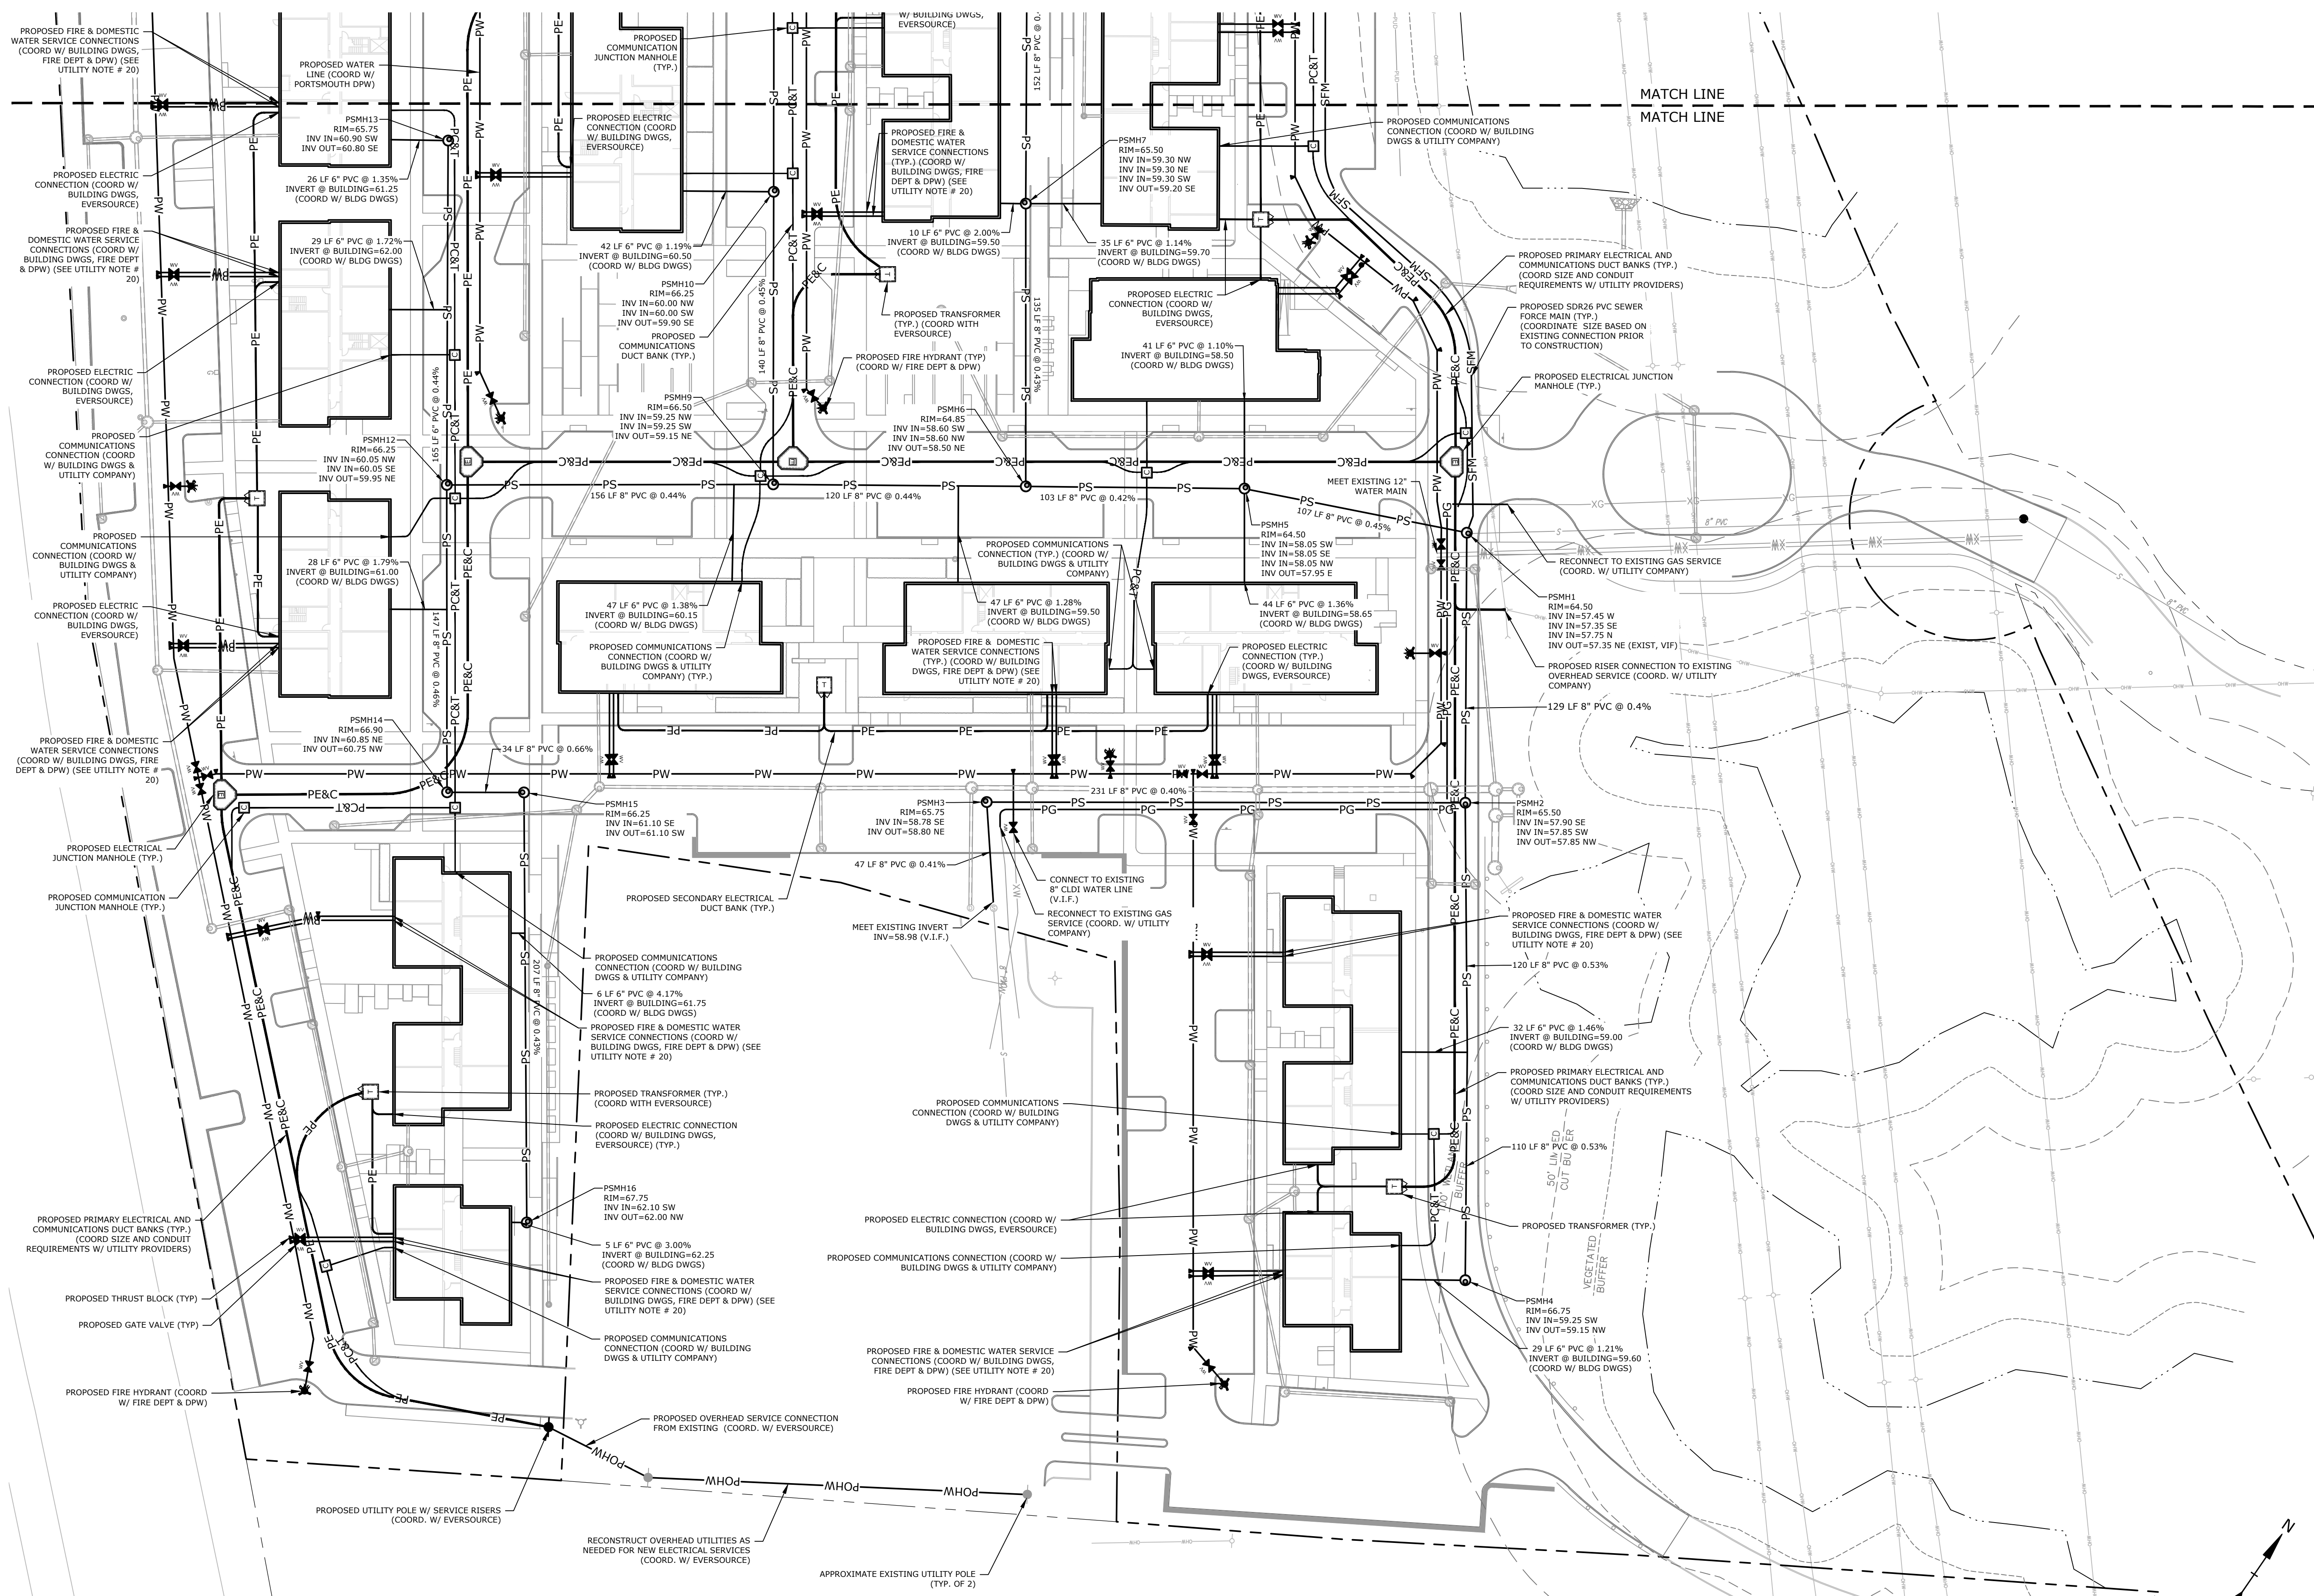 PROPOSED FIRE & DOMESTIC
WATER SERVICE CONNECTIONS
(COORD W/ BUILDING DWGS,
FIRE DEPT & DPW) (SEE
UTILITY NOTE # 20)
PROPOSED WATER
LINE (COORD W/
PORTSMOUTH DPW)
PROPOSED
COMMUNICATION
JUNCTION MANHOLE
(TYP.)
W/ BUILDING DWGS,
EVERSOURCE)
152 LF 8" PVC @ 0.
MATCH LINE
MATCH LINE
PSMH13
RIM=65.75
INV IN=60.90 SW
INV OUT=60.80 SE
PROPOSED ELECTRIC
CONNECTION (COORD
W/ BUILDING DWGS,
EVERSOURCE)
PROPOSED FIRE &
DOMESTIC WATER
SERVICE CONNECTIONS
(TYP.) (COORD W/
BUILDING DWGS, FIRE
DEPT & DPW) (SEE
UTILITY NOTE # 20)
PSMH7
RIM=65.50
INV IN=59.30 NW
INV IN=59.30 NE
INV IN=59.30 SW
INV OUT=59.20 SE
PROPOSED COMMUNICATIONS
CONNECTION (COORD W/ BUILDING
DWGS & UTILITY COMPANY)
PROPOSED ELECTRIC
CONNECTION (COORD W/
BUILDING DWGS,
EVERSOURCE)
26 LF 6" PVC @ 1.35%
INVERT @ BUILDING=61.25
(COORD W/ BLDG DWGS)
PROPOSED FIRE &
DOMESTIC WATER SERVICE
CONNECTIONS (COORD W/
BUILDING DWGS, FIRE DEPT
& DPW) (SEE UTILITY NOTE #
20)
29 LF 6" PVC @ 1.72%
INVERT @ BUILDING=62.00
(COORD W/ BLDG DWGS)
42 LF 6" PVC @ 1.19%
INVERT @ BUILDING=60.50
(COORD W/ BLDG DWGS)
10 LF 6" PVC @ 2.00%
INVERT @ BUILDING=59.50
(COORD W/ BLDG DWGS)
35 LF 6" PVC @ 1.14%
INVERT @ BUILDING=59.70
(COORD W/ BLDG DWGS)
PROPOSED PRIMARY ELECTRICAL AND
COMMUNICATIONS DUCT BANKS (TYP.)
(COORD SIZE AND CONDUIT
REQUIREMENTS W/ UTILITY PROVIDERS)
PSMH10
RIM=66.25
INV IN=60.00 NW
INV IN=60.00 SW
INV OUT=59.90 SE
PROPOSED
COMMUNICATIONS
DUCT BANK (TYP.)
140 LF 8" PVC @ 0.45%
PROPOSED TRANSFORMER
(TYP.) (COORD WITH
EVERSOURCE)
135 LF 8" PVC @ 0.43%
PROPOSED ELECTRIC
CONNECTION (COORD W/
BUILDING DWGS,
EVERSOURCE)
PROPOSED SDR26 PVC SEWER
FORCE MAIN (TYP.)
(COORDINATE SIZE BASED ON
EXISTING CONNECTION PRIOR
TO CONSTRUCTION)
41 LF 6" PVC @ 1.10%
INVERT @ BUILDING=58.50
(COORD W/ BLDG DWGS)
PROPOSED FIRE HYDRANT (TYP)
(COORD W/ FIRE DEPT & DPW)
PROPOSED ELECTRIC
CONNECTION (COORD W/
BUILDING DWGS,
EVERSOURCE)
PROPOSED ELECTRICAL JUNCTION
MANHOLE (TYP.)
PSMH9
RIM=66.50
INV IN=59.25 NW
INV IN=59.25 SW
INV OUT=59.15 NE
PSMH6
RIM=64.85
INV IN=58.60 SW
INV IN=58.60 NW
INV OUT=58.50 NE
165 LF 6" PVC @ 0.44%
PROPOSED
COMMUNICATIONS
CONNECTION (COORD
W/ BUILDING DWGS &
UTILITY COMPANY)
PSMH12
RIM=66.25
INV IN=60.05 NW
INV IN=60.05 SE
INV OUT=59.95 NE
156 LF 8" PVC @ 0.44%
120 LF 8" PVC @ 0.44%
103 LF 8" PVC @ 0.42%
107 LF 8" PVC @ 0.45%
MEET EXISTING 12"
WATER MAIN
8" PVC
PSMH5
RIM=64.50
INV IN=58.05 SW
INV IN=58.05 SE
INV IN=58.05 NW
INV OUT=57.95 E
PROPOSED
COMMUNICATIONS
CONNECTION (COORD W/
BUILDING DWGS &
UTILITY COMPANY)
28 LF 6" PVC @ 1.79%
INVERT @ BUILDING=61.00
(COORD W/ BLDG DWGS)
PROPOSED COMMUNICATIONS
CONNECTION (TYP.) (COORD W/
BUILDING DWGS & UTILITY
COMPANY)
RECONNECT TO EXISTING GAS SERVICE
(COORD. W/ UTILITY COMPANY)
PSMH1
RIM=64.50
INV IN=57.45 W
INV IN=57.35 SE
INV IN=57.75 N
INV OUT=57.35 NE (EXIST, VIF)
8" PVC
PROPOSED ELECTRIC
CONNECTION (COORD W/
BUILDING DWGS,
EVERSOURCE)
147 LF 8" PVC @ 0.46%
47 LF 6" PVC @ 1.38%
INVERT @ BUILDING=60.15
(COORD W/ BLDG DWGS)
47 LF 6" PVC @ 1.28%
INVERT @ BUILDING=59.50
(COORD W/ BLDG DWGS)
44 LF 6" PVC @ 1.36%
INVERT @ BUILDING=58.65
(COORD W/ BLDG DWGS)
PROPOSED COMMUNICATIONS
CONNECTION (COORD W/
BUILDING DWGS & UTILITY
COMPANY) (TYP.)
PROPOSED FIRE & DOMESTIC
WATER SERVICE CONNECTIONS
(TYP.) (COORD W/ BUILDING
DWGS, FIRE DEPT & DPW) (SEE
UTILITY NOTE # 20)
PROPOSED ELECTRIC
CONNECTION (TYP.)
(COORD W/ BUILDING
DWGS, EVERSOURCE)
PROPOSED RISER CONNECTION TO EXISTING
OVERHEAD SERVICE (COORD. W/ UTILITY
COMPANY)
129 LF 8" PVC @ 0.4%
PSMH14
RIM=66.90
INV IN=60.85 NE
INV OUT=60.75 NW
34 LF 8" PVC @ 0.66%
PROPOSED FIRE & DOMESTIC
WATER SERVICE CONNECTIONS
(COORD W/ BUILDING DWGS, FIRE
DEPT & DPW) (SEE UTILITY NOTE #
20)
PSMH15
RIM=66.25
INV IN=61.10 SE
INV OUT=61.10 SW
PSMH3
RIM=65.75
INV IN=58.78 SE
INV OUT=58.80 NE
231 LF 8" PVC @ 0.40%
PSMH2
RIM=65.50
INV IN=57.90 SE
INV IN=57.85 SW
INV OUT=57.85 NW
PROPOSED ELECTRICAL
JUNCTION MANHOLE (TYP.)
47 LF 8" PVC @ 0.41%
CONNECT TO EXISTING
8" CLDI WATER LINE
(V.I.F.)
PROPOSED COMMUNICATION
JUNCTION MANHOLE (TYP.)
PROPOSED SECONDARY ELECTRICAL
DUCT BANK (TYP.)
RECONNECT TO EXISTING GAS
SERVICE (COORD. W/ UTILITY
COMPANY)
MEET EXISTING INVERT
INV=58.98 (V.I.F.)
PROPOSED FIRE & DOMESTIC WATER
SERVICE CONNECTIONS (COORD W/
BUILDING DWGS, FIRE DEPT & DPW) (SEE
UTILITY NOTE # 20)
PROPOSED COMMUNICATIONS
CONNECTION (COORD W/ BUILDING
DWGS & UTILITY COMPANY)
207 LF 8" PVC @ 0.43%
6 LF 6" PVC @ 4.17%
INVERT @ BUILDING=61.75
(COORD W/ BLDG DWGS)
120 LF 8" PVC @ 0.53%
PROPOSED FIRE & DOMESTIC WATER
SERVICE CONNECTIONS (COORD W/
BUILDING DWGS, FIRE DEPT & DPW) (SEE
UTILITY NOTE # 20)
32 LF 6" PVC @ 1.46%
INVERT @ BUILDING=59.00
(COORD W/ BLDG DWGS)
PROPOSED TRANSFORMER (TYP.)
(COORD WITH EVERSOURCE)
PROPOSED PRIMARY ELECTRICAL AND
COMMUNICATIONS DUCT BANKS (TYP.)
(COORD SIZE AND CONDUIT REQUIREMENTS
W/ UTILITY PROVIDERS)
PROPOSED COMMUNICATIONS
CONNECTION (COORD W/ BUILDING
DWGS & UTILITY COMPANY)
PROPOSED ELECTRIC CONNECTION
(COORD W/ BUILDING DWGS,
EVERSOURCE) (TYP.)
110 LF 8" PVC @ 0.53%
BUFFER
VEGETATED
BUFFER
PSMH16
RIM=67.75
INV IN=62.10 SW
INV OUT=62.00 NW
PROPOSED PRIMARY ELECTRICAL AND
COMMUNICATIONS DUCT BANKS (TYP.)
(COORD SIZE AND CONDUIT
REQUIREMENTS W/ UTILITY PROVIDERS)
PROPOSED ELECTRIC CONNECTION (COORD W/
BUILDING DWGS, EVERSOURCE)
PROPOSED TRANSFORMER (TYP.)
5 LF 6" PVC @ 3.00%
INVERT @ BUILDING=62.25
(COORD W/ BLDG DWGS)
PROPOSED COMMUNICATIONS CONNECTION (COORD W/
BUILDING DWGS & UTILITY COMPANY)
PROPOSED FIRE & DOMESTIC WATER
SERVICE CONNECTIONS (COORD W/
BUILDING DWGS, FIRE DEPT & DPW) (SEE
UTILITY NOTE # 20)
PROPOSED THRUST BLOCK (TYP)
PROPOSED GATE VALVE (TYP)
PSMH4
RIM=66.75
INV IN=59.25 SW
INV OUT=59.15 NW
PROPOSED COMMUNICATIONS
CONNECTION (COORD W/ BUILDING
DWGS & UTILITY COMPANY)
PROPOSED FIRE & DOMESTIC WATER SERVICE
CONNECTIONS (COORD W/ BUILDING DWGS,
FIRE DEPT & DPW) (SEE UTILITY NOTE # 20)
29 LF 6" PVC @ 1.21%
INVERT @ BUILDING=59.60
(COORD W/ BLDG DWGS)
PROPOSED FIRE HYDRANT (COORD
W/ FIRE DEPT & DPW)
PROPOSED FIRE HYDRANT (COORD
W/ FIRE DEPT & DPW)
PROPOSED OVERHEAD SERVICE CONNECTION
FROM EXISTING (COORD. W/ EVERSOURCE)
POHW
POHW
POHW
POHW
PROPOSED UTILITY POLE W/ SERVICE RISERS
(COORD. W/ EVERSOURCE)
RECONSTRUCT OVERHEAD UTILITIES AS
NEEDED FOR NEW ELECTRICAL SERVICES
(COORD. W/ EVERSOURCE)
APPROXIMATE EXISTING UTILITY POLE
(TYP. OF 2)
N